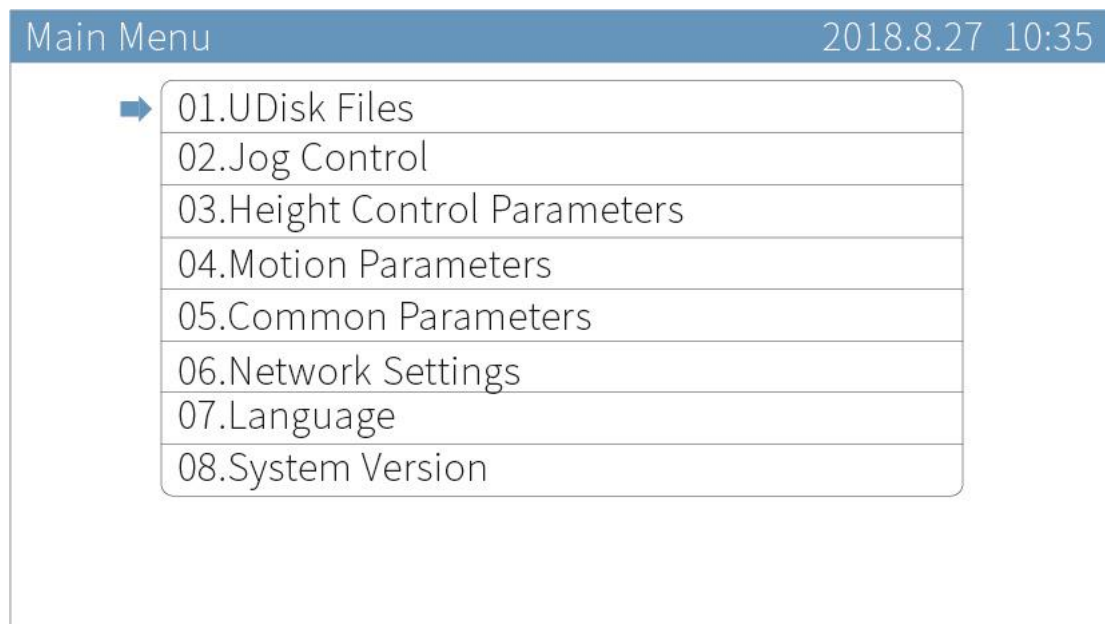 Main Menu 2018.8.27 10:35
01.UDisk Files
02.Jog Control
03.Height Control Parameters
04.Motion Parameters
05.Common Parameters
06.Network Settings
07.Language
08.System Version